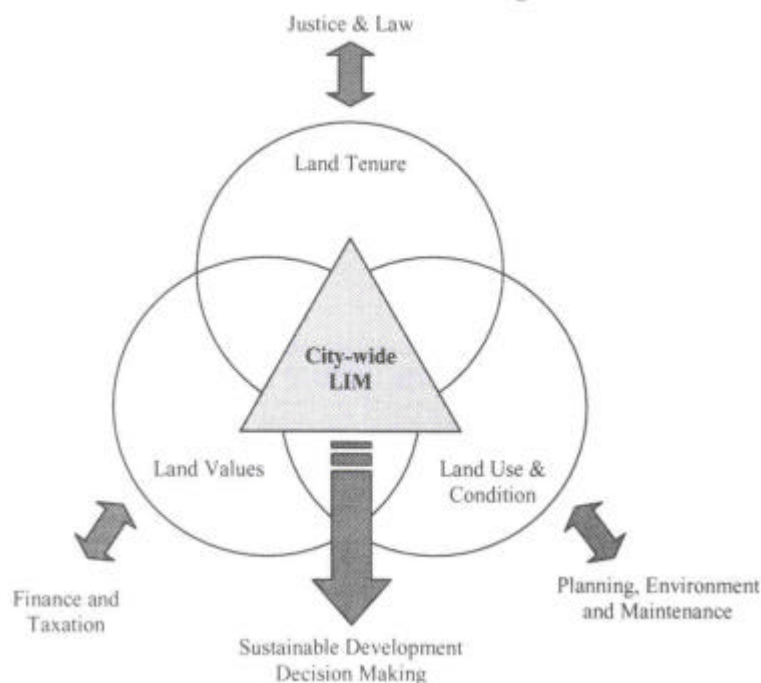 Justice & Law
Land Tenure
City-wide
LIM
Land Values
Land Use &
Condition
Finance and
Taxation
Planning, Environment
and Maintenance
Sustainable Development
Decision Making